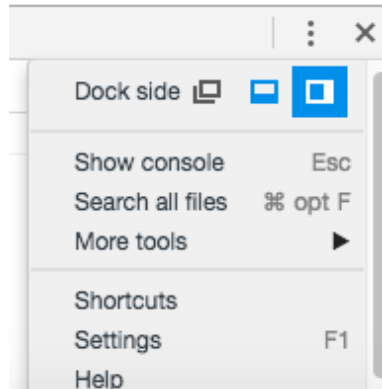 Dock side
Show console Esc
Search all files ⌘ opt F
More tools
Shortcuts
Settings F1
Help